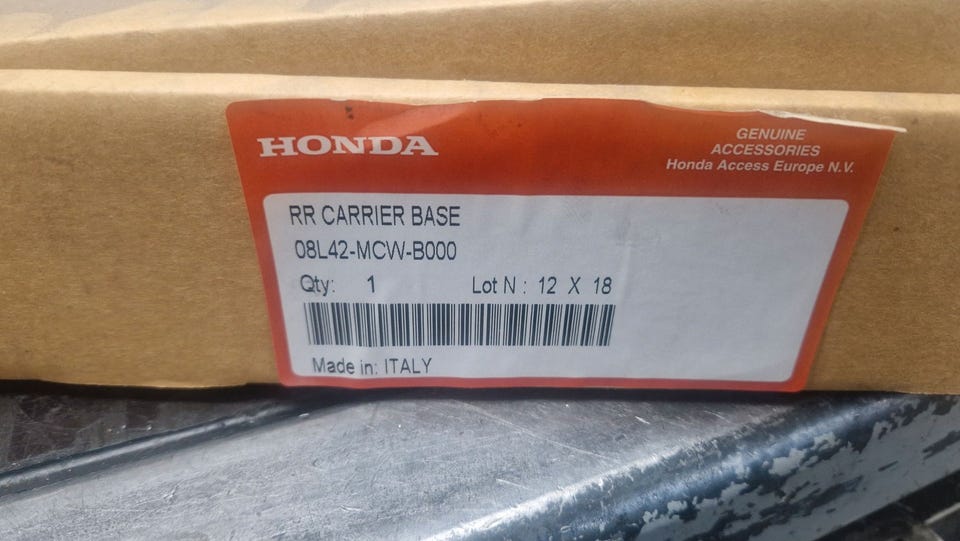 HONDA
GENUINE
ACCESSORIES
Honda Access Europe N.V.
RR CARRIER BASE
08L42-MCW-B000
Qty: 1 Lot N : 12 X 18
Made in: ITALY